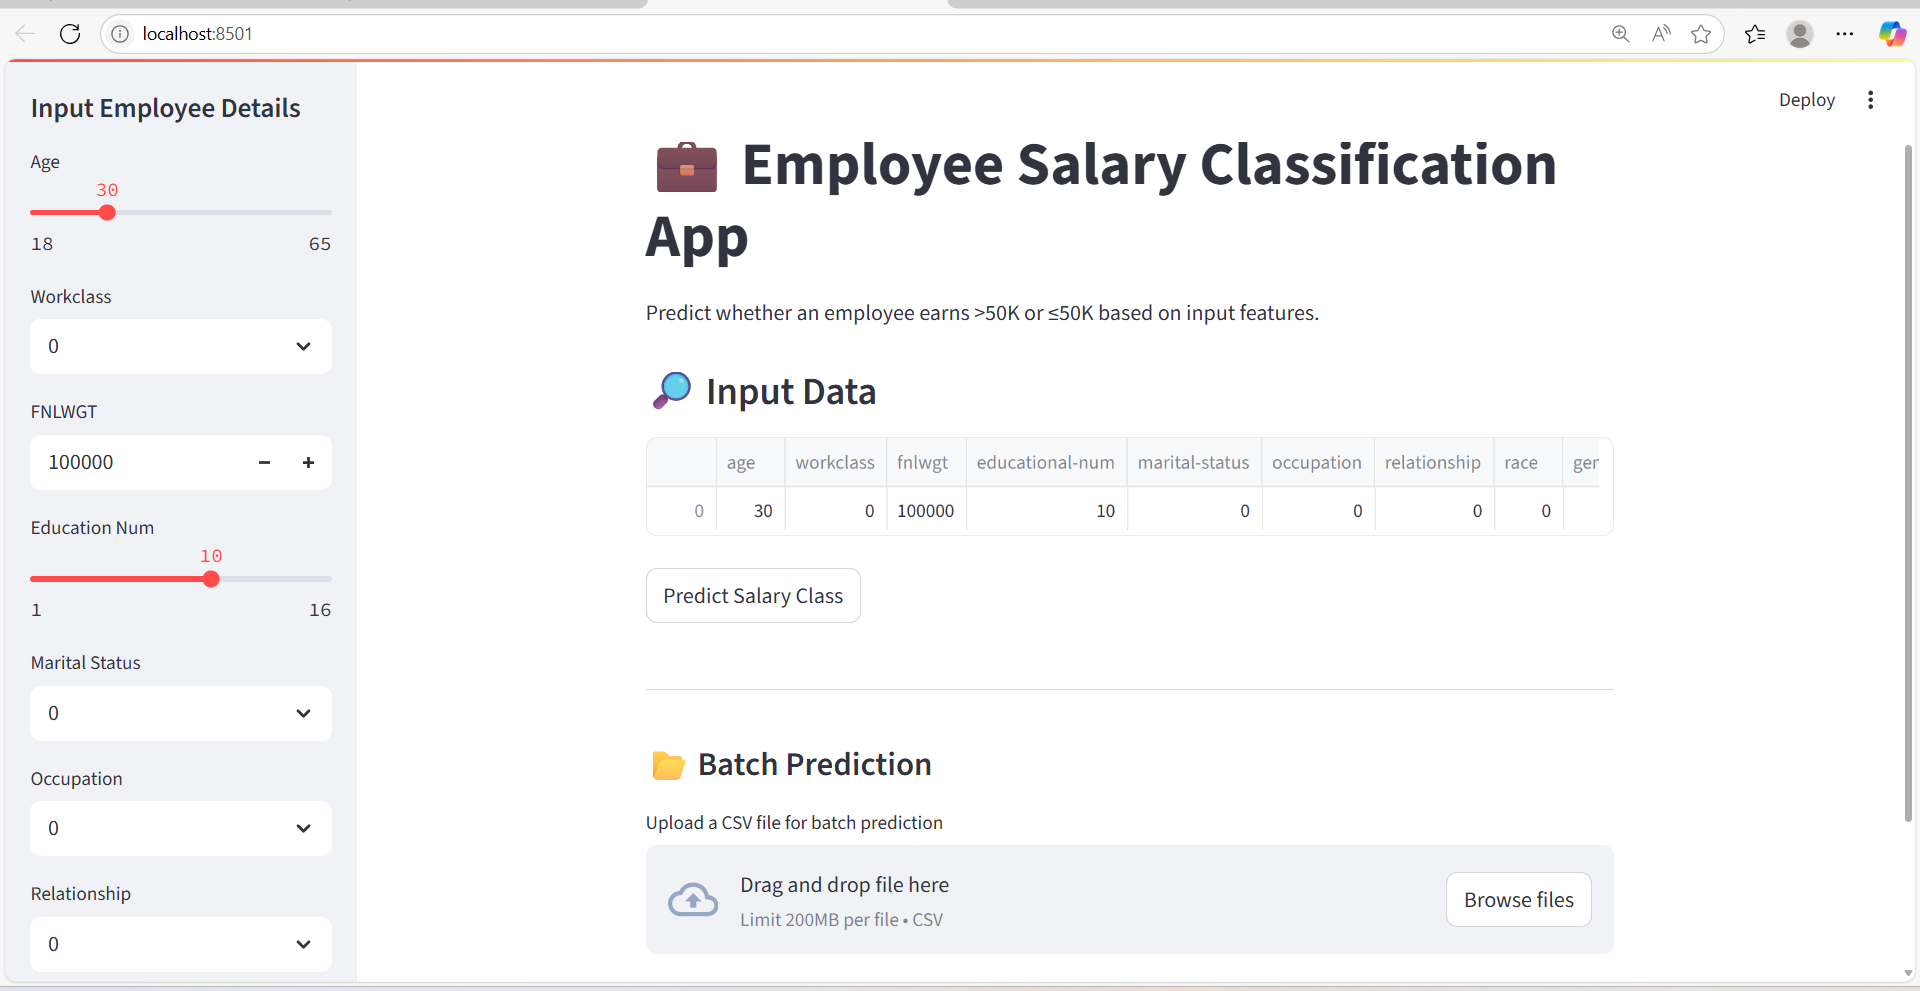 localhost:8501
Input Employee Details
Age
30
18 65
Workclass
0
FNLWGT
100000 − +
Education Num
10
1 16
Marital Status
0
Occupation
0
Relationship
0
Deploy
Employee Salary Classification
App
Predict whether an employee earns >50K or ≤50K based on input features.
Input Data
age workclass fnlwgt educational-num marital-status occupation relationship race ger
0 30 0 100000 10 0 0 0 0
Predict Salary Class
Batch Prediction
Upload a CSV file for batch prediction
Drag and drop file here
Limit 200MB per file • CSV
Browse files